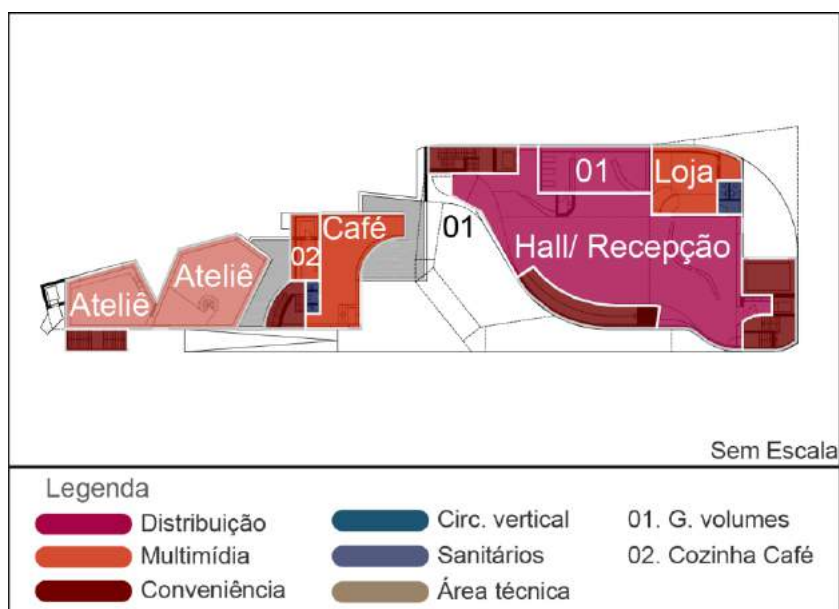 01
Loja
Café
01
Hall/ Recepção
02
Ateliê
Ateliê
Sem Escala
Legenda
Distribuição
Multimídia
Conveniência
Circ. vertical
Sanitários
Área técnica
01. G. volumes
02. Cozinha Café